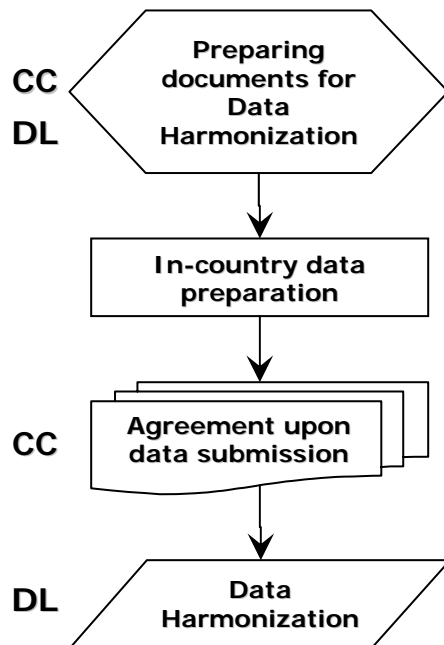 CC
DL
Preparing
documents for
Data
Harmonization
In-country data
preparation
CC
Agreement upon
data submission
DL
Data
Harmonization